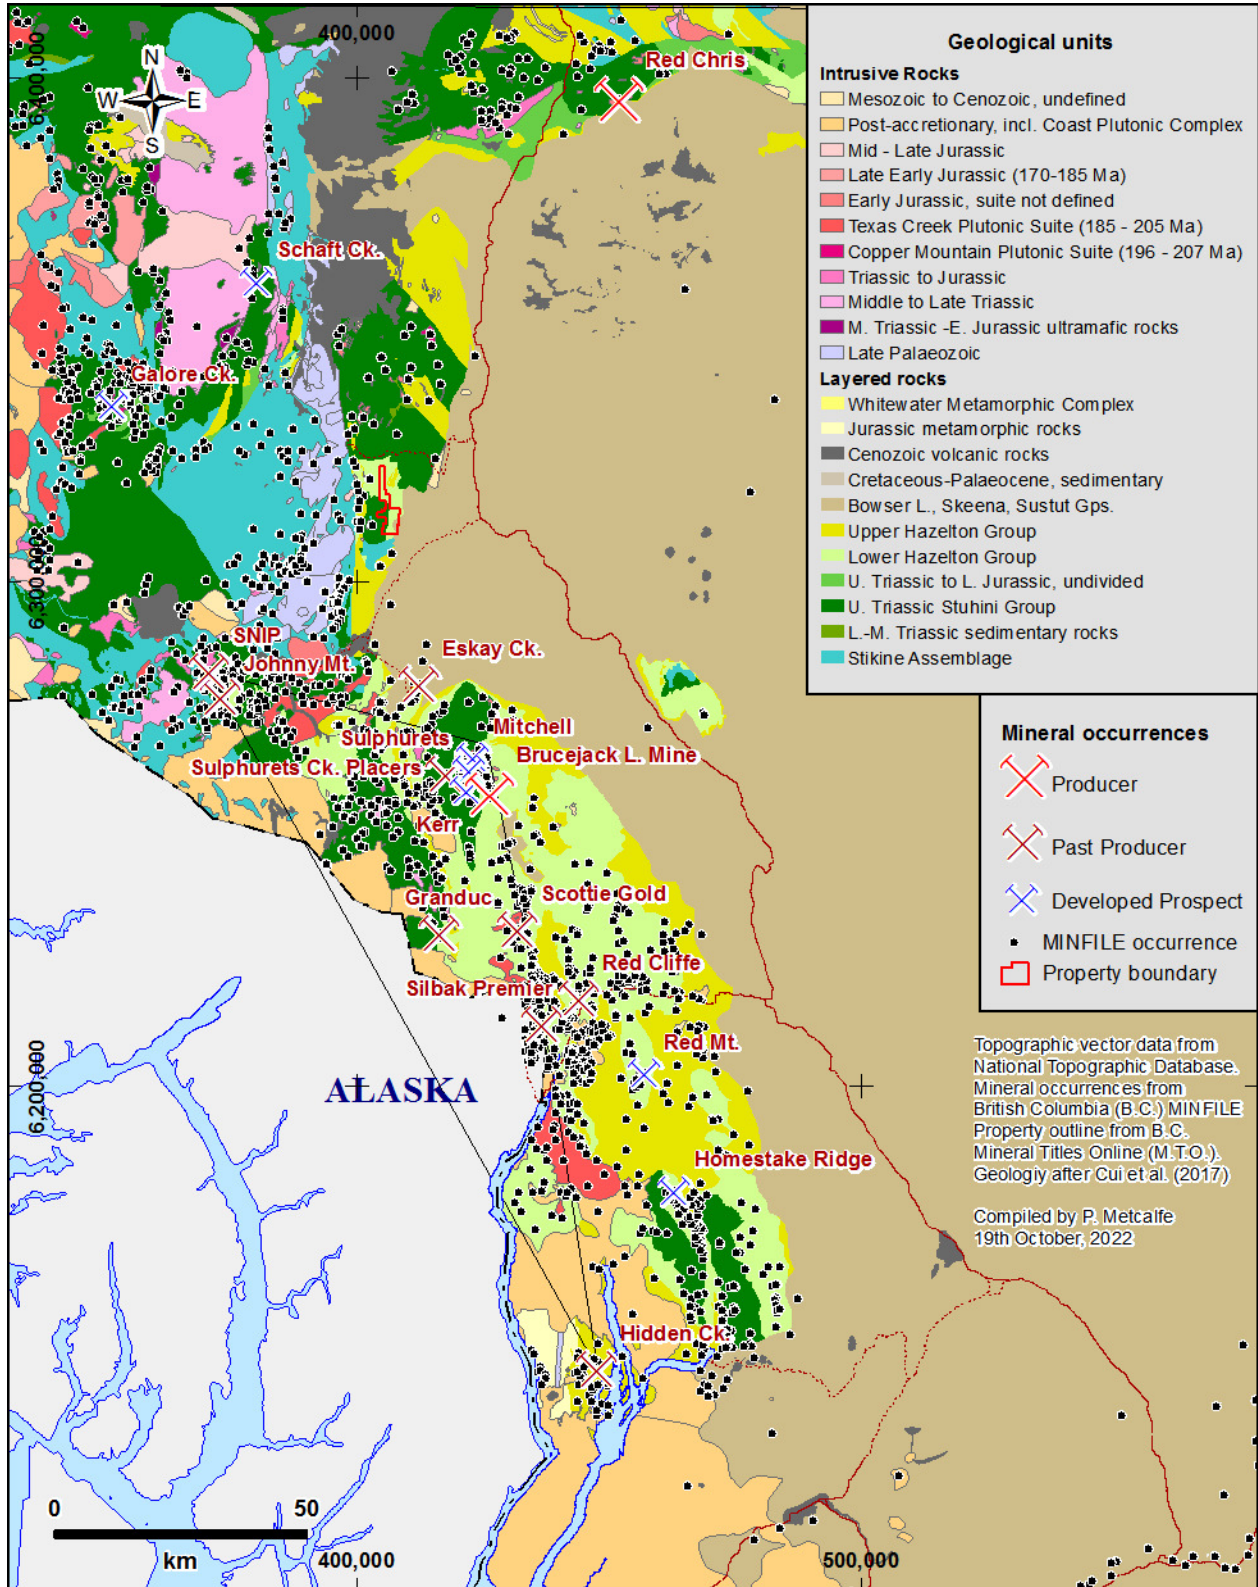 400,000
6,400,000
N
W
E
S
Red Chris
Schaft Ck.
Galore Ck.
6,300,000
SNIP
Johnny Mt.
Eskay Ck.
Sulphurets
Mitchell
Sulphurets Ck. Placers
Brucejack L. Mine
Kerr
Granduc
Scottie Gold
Red Cliffe
Silbak Premier
Red Mt.
ALASKA
6,200,000
Homestake Ridge
Hidden Ck.
0
50
km
400,000
500,000
Geological units
Intrusive Rocks
Mesozoic to Cenozoic, undefined
Post-accretionary, incl. Coast Plutonic Complex
Mid - Late Jurassic
Late Early Jurassic (170-185 Ma)
Early Jurassic, suite not defined
Texas Creek Plutonic Suite (185 - 205 Ma)
Copper Mountain Plutonic Suite (196 - 207 Ma)
Triassic to Jurassic
Middle to Late Triassic
M. Triassic -E. Jurassic ultramafic rocks
Late Palaeozoic
Layered rocks
Whitewater Metamorphic Complex
Jurassic metamorphic rocks
Cenozoic volcanic rocks
Cretaceous-Palaeocene, sedimentary
Bowser L., Skeena, Sustut Gps.
Upper Hazelton Group
Lower Hazelton Group
U. Triassic to L. Jurassic, undivided
U. Triassic Stuhini Group
L.-M. Triassic sedimentary rocks
Stikine Assemblage
Mineral occurrences
Producer
Past Producer
Developed Prospect
MINFILE occurrence
Property boundary
Topographic vector data from
National Topographic Database.
Mineral occurrences from
British Columbia (B.C.) MINFILE
Property outline from B.C.
Mineral Titles Online (M.T.O.).
Geologiy after Cui et al. (2017)
Compiled by P. Metcalfe
19th October, 2022